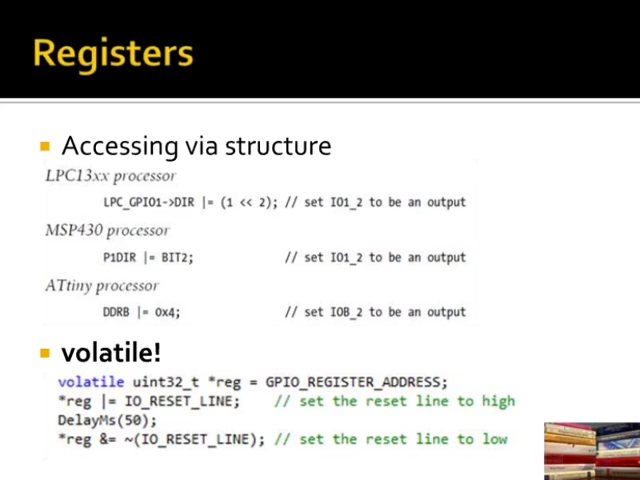 Registers
Accessing via structure
LPC13xx processor
LPC_GPIO1->DIR |= (1 << 2); // set IO1_2 to be an output
MSP430 processor
P1DIR |= BIT2; // set IO1_2 to be an output
ATtiny processor
DDRB |= 0x4; // set IOB_2 to be an output
volatile!
volatile uint32_t *reg = GPIO_REGISTER_ADDRESS;
*reg |= IO_RESET_LINE; // set the reset line to high
DelayMs(50);
*reg &= ~(IO_RESET_LINE); // set the reset line to low